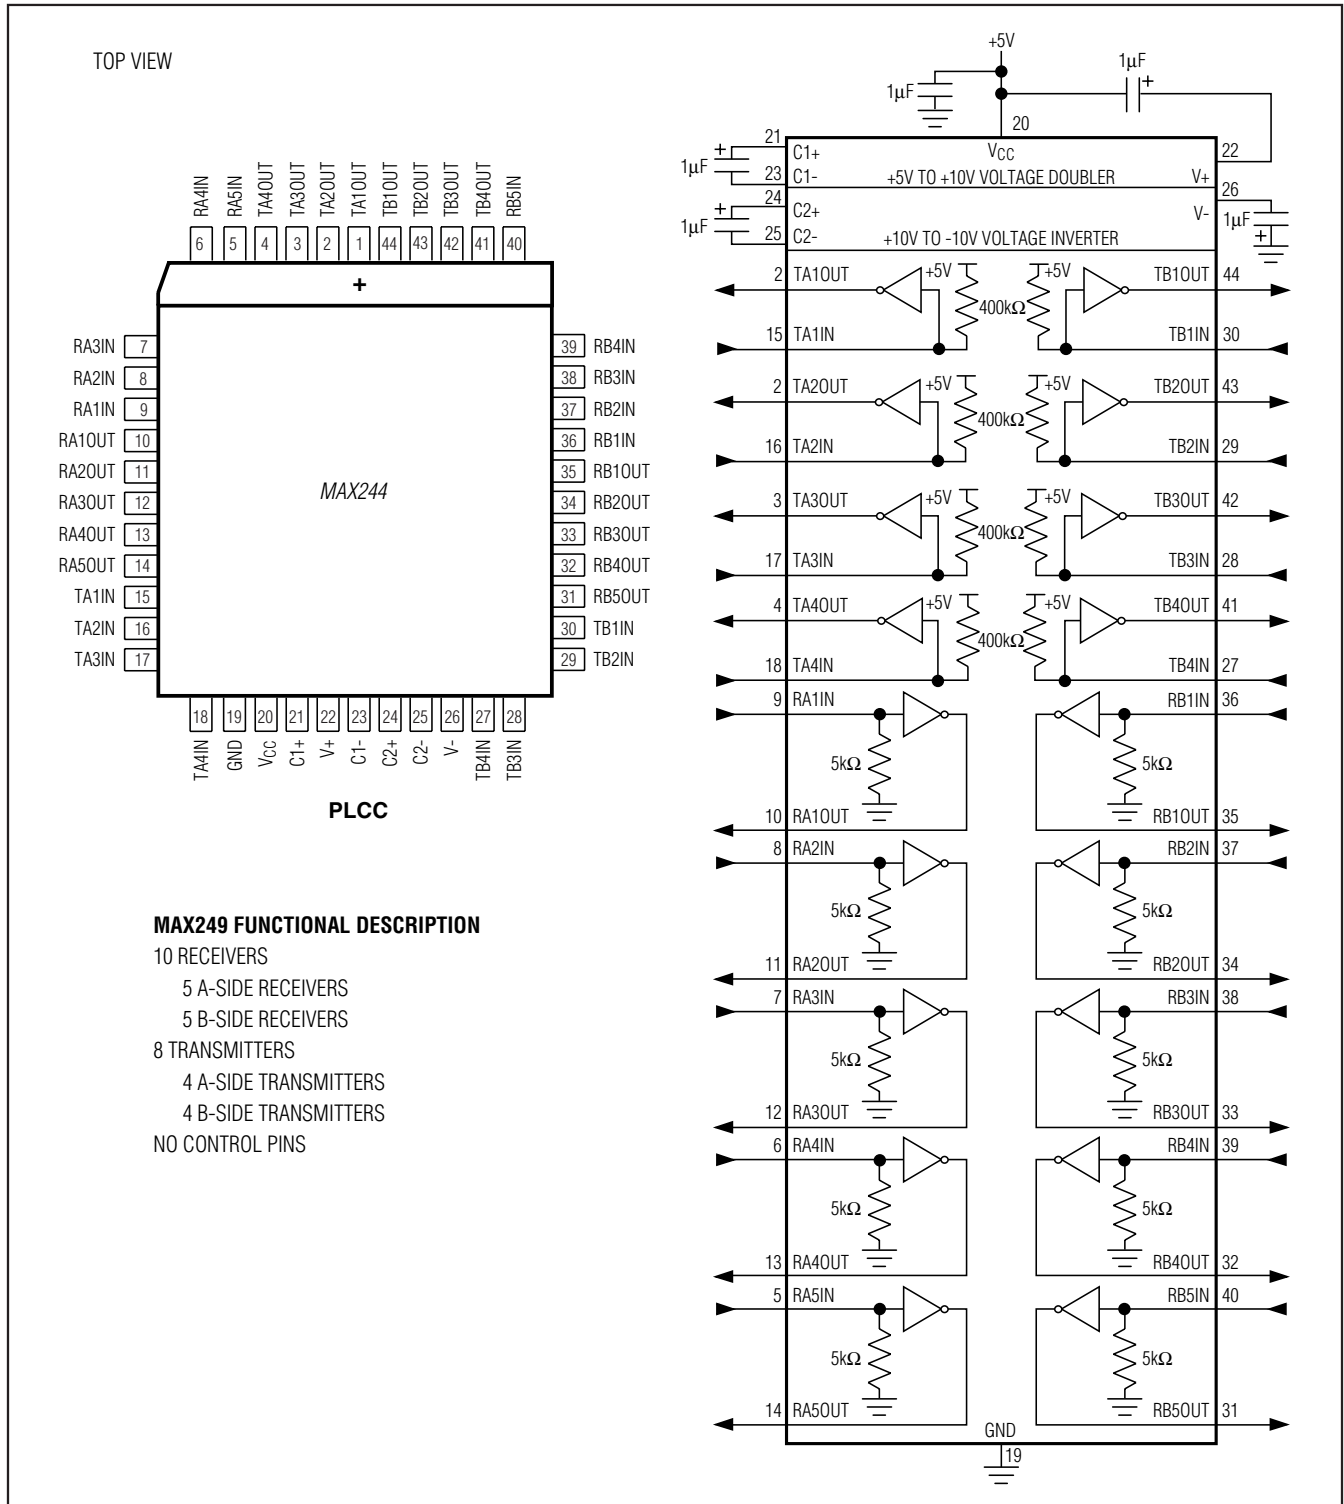 TOP VIEW
RA4IN
RA5IN
TA4OUT
TA3OUT
TA2OUT
TA1OUT
TB1OUT
TB2OUT
TB3OUT
TB4OUT
RB5IN
6 5 4 3 2 1 44 43 42 41 40
+
RA3IN 7
RA2IN 8
RA1IN 9
RA1OUT 10
RA2OUT 11
RA3OUT 12
RA4OUT 13
RA5OUT 14
TA1IN 15
TA2IN 16
TA3IN 17
MAX244
39 RB4IN
38 RB3IN
37 RB2IN
36 RB1IN
35 RB1OUT
34 RB2OUT
33 RB3OUT
32 RB4OUT
31 RB5OUT
30 TB1IN
29 TB2IN
18 19 20 21 22 23 24 25 26 27 28
TA4IN
GND
VCC
C1+
V+
C1-
C2+
C2-
V-
TB4IN
TB3IN
PLCC
MAX249 FUNCTIONAL DESCRIPTION
10 RECEIVERS
5 A-SIDE RECEIVERS
5 B-SIDE RECEIVERS
8 TRANSMITTERS
4 A-SIDE TRANSMITTERS
4 B-SIDE TRANSMITTERS
NO CONTROL PINS
+5V
1µF
1µF +
20
VCC
21 C1+
+ 1µF
23 C1-
+5V TO +10V VOLTAGE DOUBLER
22
V+
24 C2+
+ 1µF
25 C2-
+10V TO -10V VOLTAGE INVERTER
26
V-
1µF +
2 TA1OUT +5V +5V TB1OUT 44
400kΩ
15 TA1IN TB1IN 30
2 TA2OUT +5V +5V TB2OUT 43
400kΩ
16 TA2IN TB2IN 29
3 TA3OUT +5V +5V TB3OUT 42
400kΩ
17 TA3IN TB3IN 28
4 TA4OUT +5V +5V TB4OUT 41
400kΩ
18 TA4IN TB4IN 27
9 RA1IN RB1IN 36
5kΩ 5kΩ
10 RA1OUT RB1OUT 35
8 RA2IN RB2IN 37
5kΩ 5kΩ
11 RA2OUT RB2OUT 34
7 RA3IN RB3IN 38
5kΩ 5kΩ
12 RA3OUT RB3OUT 33
6 RA4IN RB4IN 39
5kΩ 5kΩ
13 RA4OUT RB4OUT 32
5 RA5IN RB5IN 40
5kΩ 5kΩ
14 RA5OUT RB5OUT 31
GND
19